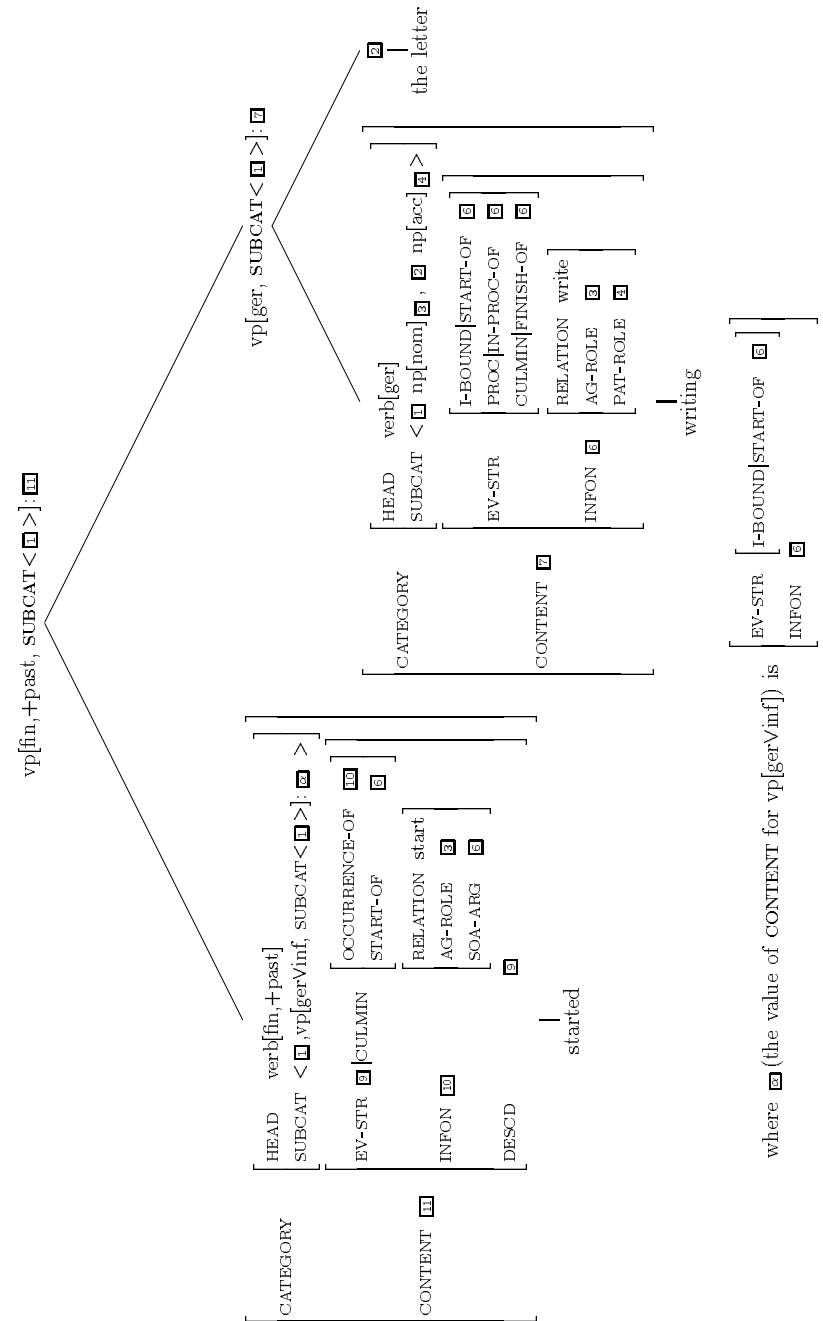 vp[fin,+past, SUBCAT< 1 >]: 11
vp[ger, SUBCAT< 1 >]: 7
CATEGORY
HEAD verb[fin,+past]
SUBCAT < 1 ,vp[ger∨inf, SUBCAT< 1 >]: α >
CONTENT 11
EV-STR 9 |CULMIN
OCCURRENCE-OF 10
START-OF 6
INFON 10
RELATION start
AG-ROLE 3
SOA-ARG 6
DESCD 9
started
CATEGORY
HEAD verb[ger]
SUBCAT < 1 np[nom] 3 , 2 np[acc] 4 >
CONTENT 7
EV-STR
I-BOUND|START-OF 6
PROC|IN-PROC-OF 6
CULMIN|FINISH-OF 6
INFON 6
RELATION write
AG-ROLE 3
PAT-ROLE 4
writing
2
the letter
where α (the value of CONTENT for vp[ger∨inf]) is
EV-STR I-BOUND|START-OF 6
INFON 6